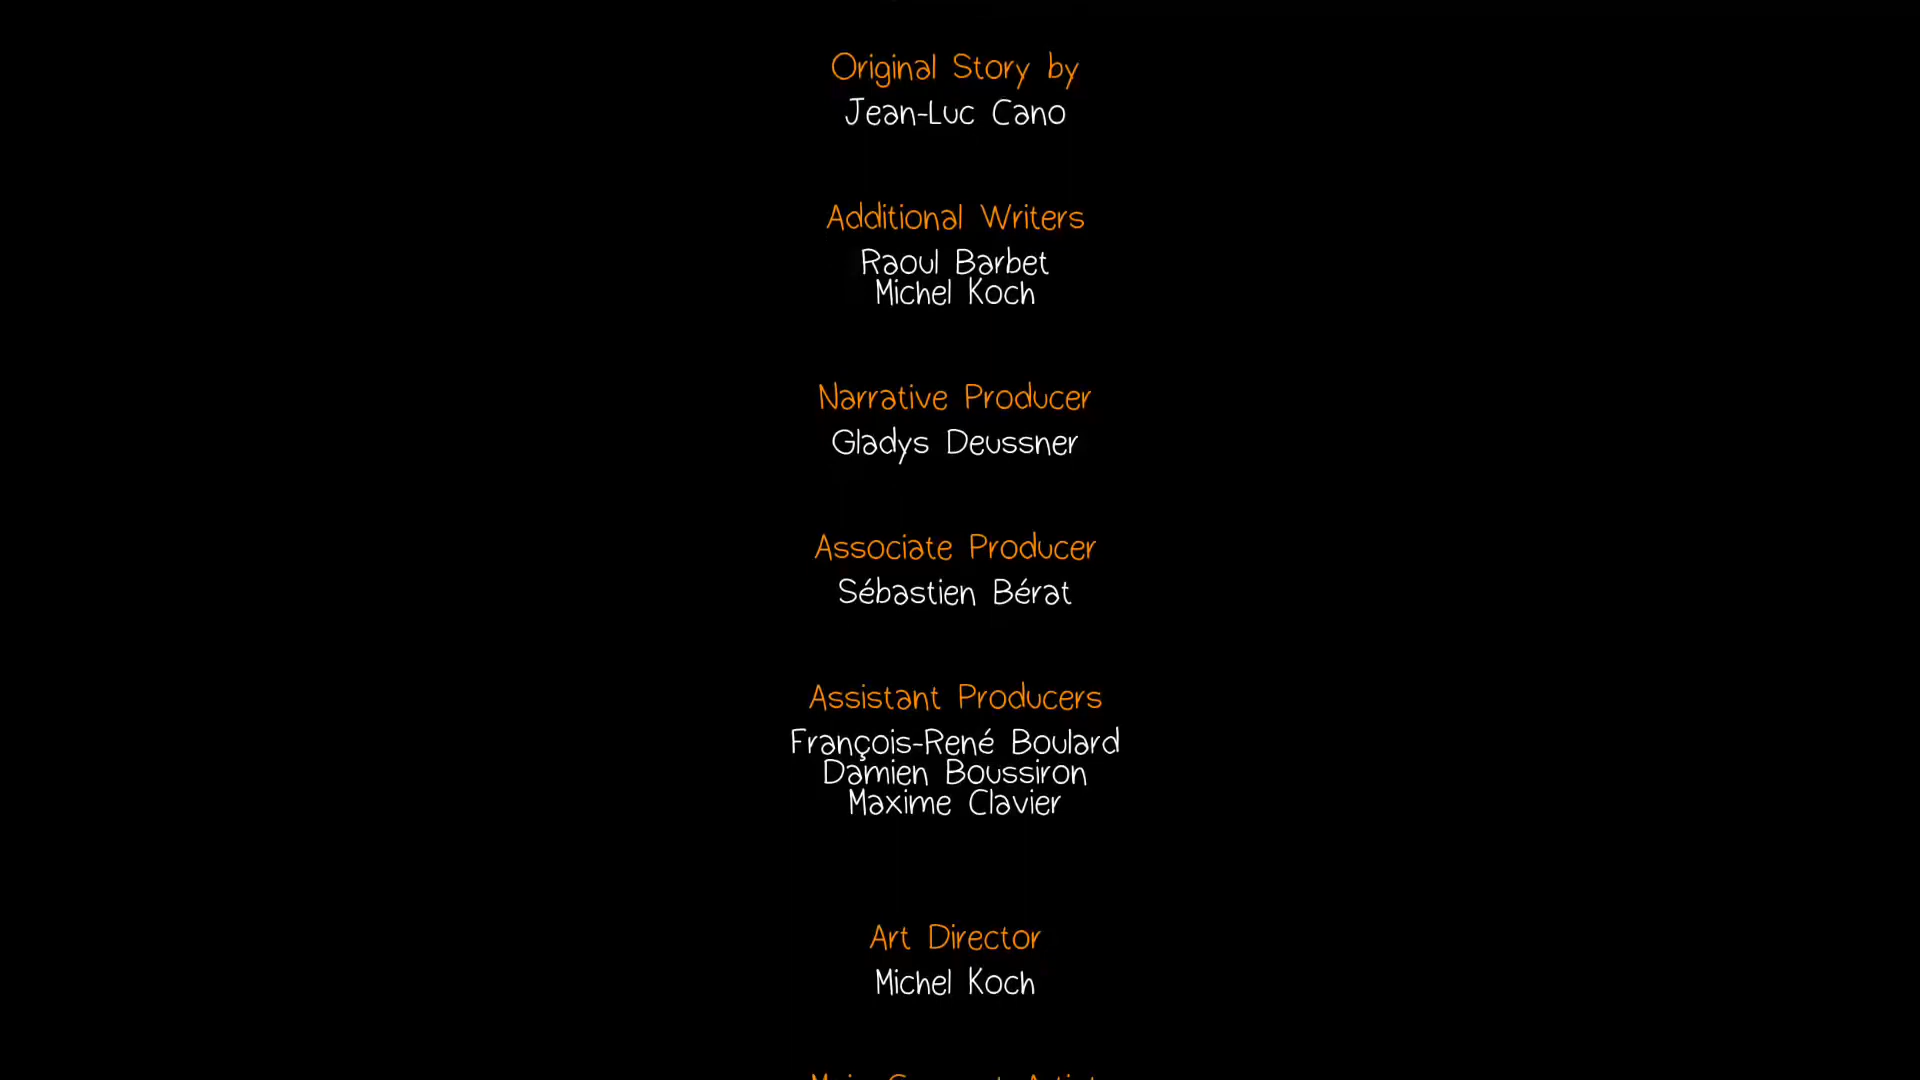 Original Story by
Jean-Luc Cano
Additional Writers
Raoul Barbet
Michel Koch
Narrative Producer
Gladys Deussner
Associate Producer
Sébastien Bérat
Assistant Producers
François-René Boulard
Damien Boussiron
Maxime Clavier
Art Director
Michel Koch